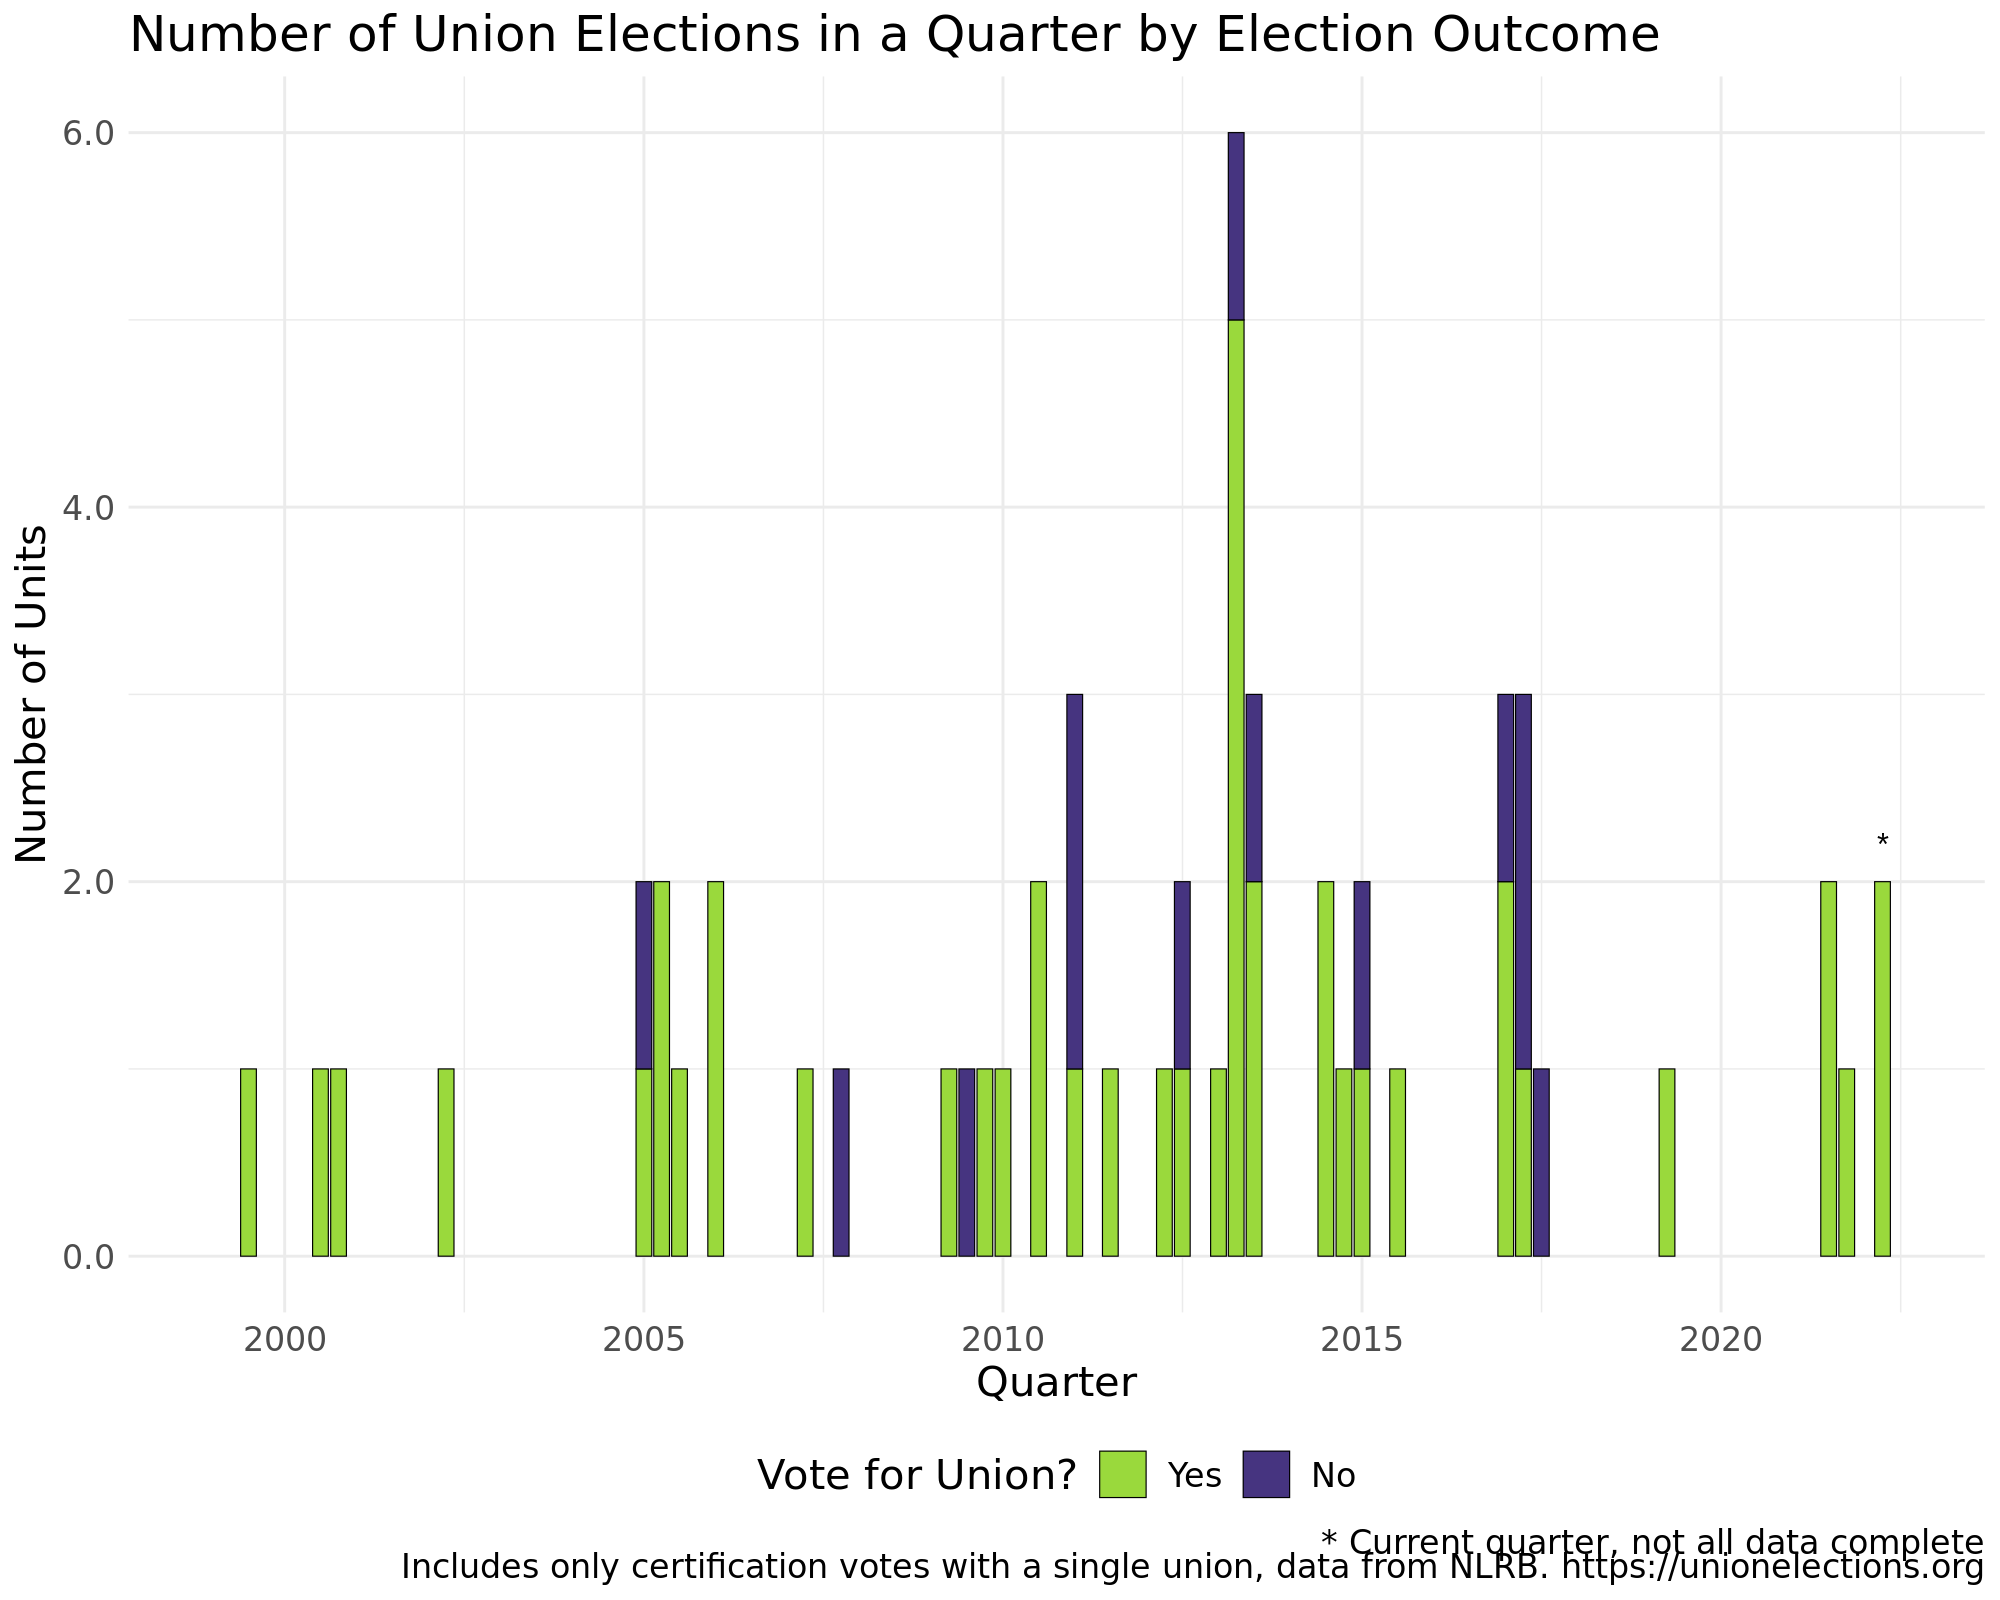 Number of Union Elections in a Quarter by Election Outcome
6.0
4.0
2.0
0.0
Number of Units
*
2000 2005 2010 2015 2020
Quarter
Vote for Union? Yes No
* Current quarter, not all data complete
Includes only certification votes with a single union, data from NLRB. https://unionelections.org